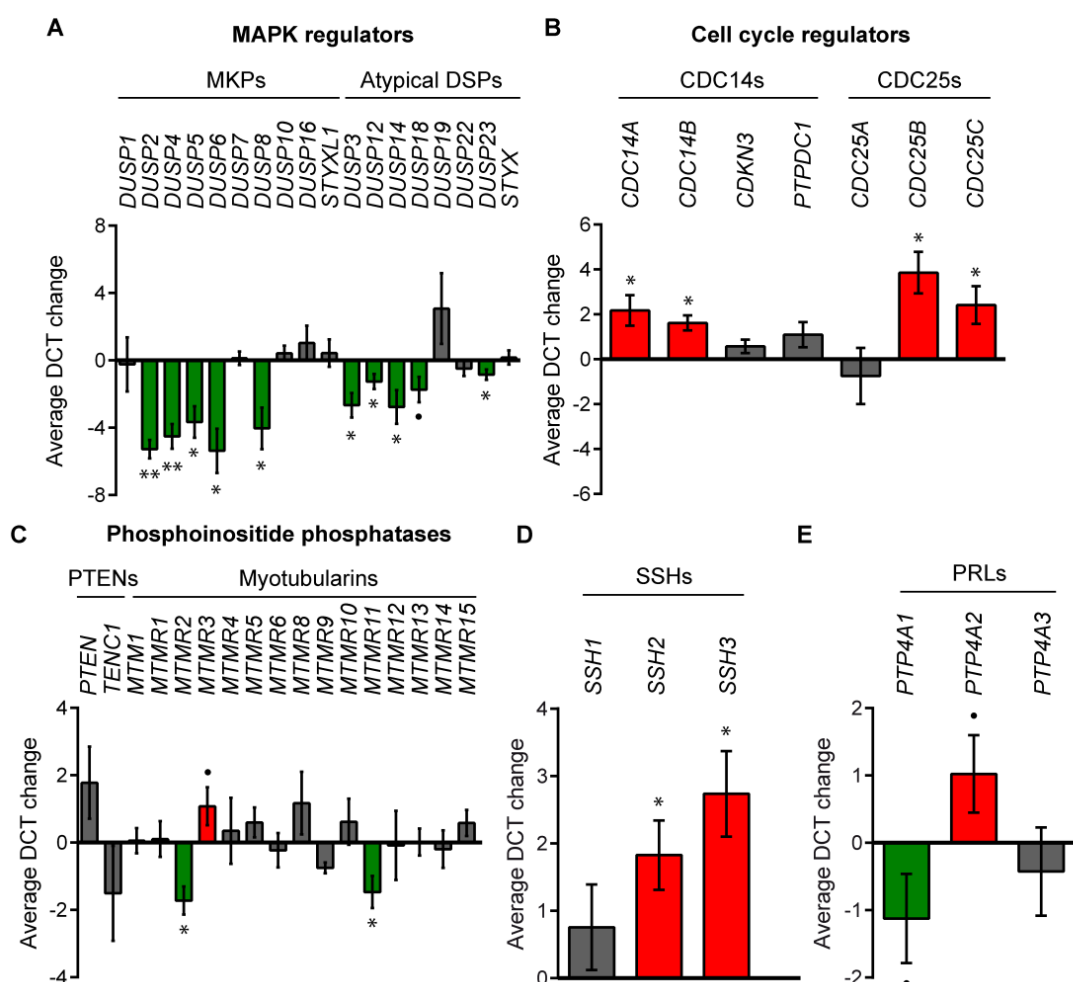 A
MAPK regulators
MKPs
Atypical DSPs
DUSP1
DUSP2
DUSP4
DUSP5
DUSP6
DUSP7
DUSP8
DUSP10
DUSP16
STYXL1
DUSP3
DUSP12
DUSP14
DUSP18
DUSP19
DUSP22
DUSP23
STYX
Average DCT change
8
4
0
-4
-8
**
**
*
*
*
*
*
*
•
*
B
Cell cycle regulators
CDC14s
CDC25s
CDC14A
CDC14B
CDKN3
PTPDC1
CDC25A
CDC25B
CDC25C
Average DCT change
6
4
2
0
-2
-4
-6
*
*
*
*
C
Phosphoinositide phosphatases
PTENs
Myotubularins
PTEN
TENC1
MTM1
MTMR1
MTMR2
MTMR3
MTMR4
MTMR5
MTMR6
MTMR8
MTMR9
MTMR10
MTMR11
MTMR12
MTMR13
MTMR14
MTMR15
Average DCT change
4
2
0
-2
-4
*
•
*
D
SSHs
SSH1
SSH2
SSH3
Average DCT change
4
3
2
1
0
*
*
E
PRLs
PTP4A1
PTP4A2
PTP4A3
Average DCT change
2
1
0
-1
-2
•
•